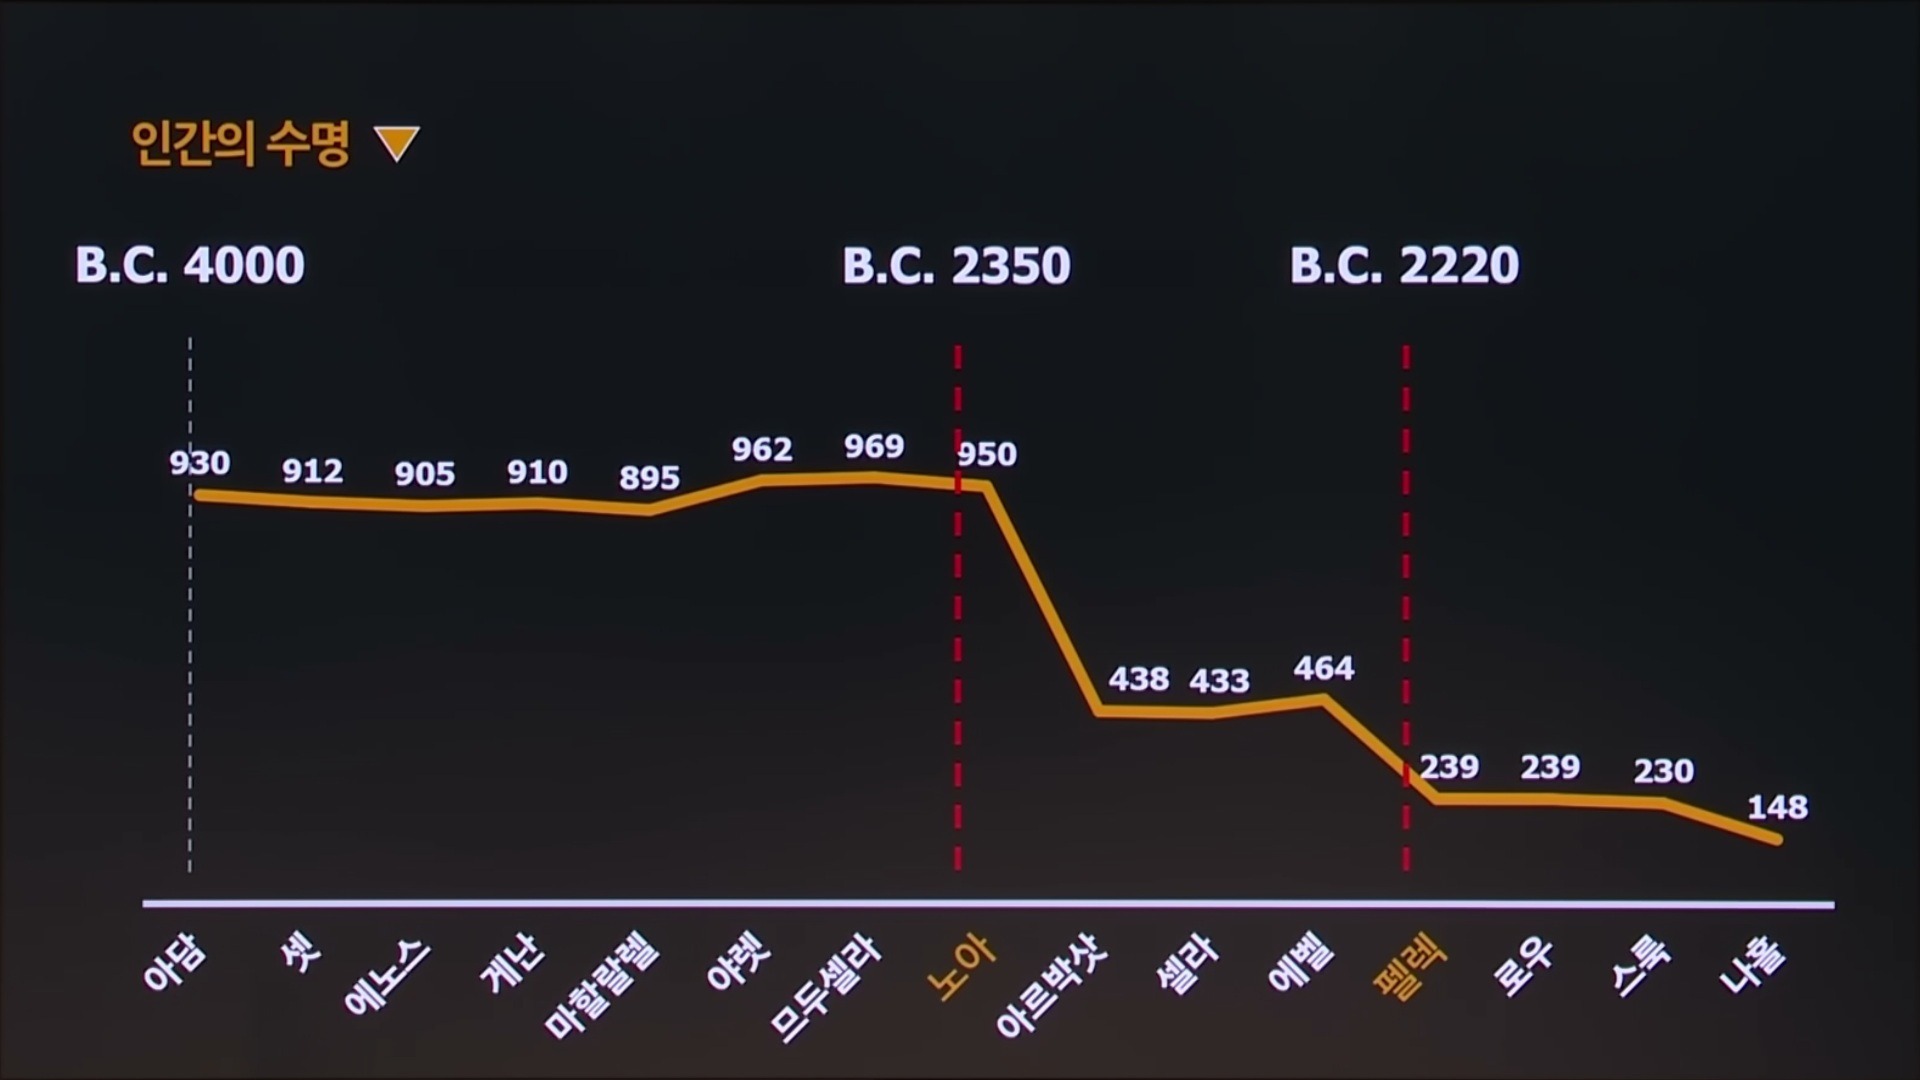 인간의 수명
B.C. 4000
B.C. 2350
B.C. 2220
930 912 905 910 895 962 969 950 438 433 464 239 239 230 148
아담 셋 에노스 게난 마할랄렐 야렛 므두셀라 노아 아르박삿 셀라 에벨 펠렉 로우 스룩 나홀